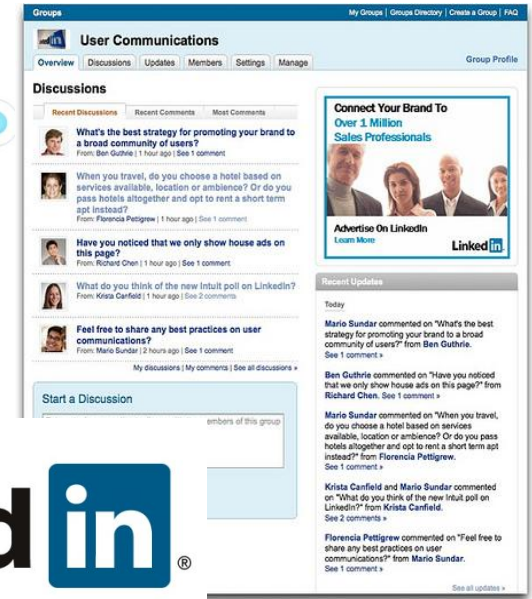 Groups
My Groups | Groups Directory | Create a Group | FAQ
User Communications
Overview Discussions Updates Members Settings Manage
Group Profile
Discussions
Recent Discussions Recent Comments Most Comments
What's the best strategy for promoting your brand to
a broad community of users?
From: Ben Guthrie | 1 hour ago | See 1 comment
When you travel, do you choose a hotel based on
services available, location or ambience? Or do you
pass hotels altogether and opt to rent a short term
apt instead?
From: Florencia Pettigrew | 1 hour ago | See 1 comment
Have you noticed that we only show house ads on
this page?
From: Richard Chen | 1 hour ago | See 1 comment
What do you think of the new Intuit poll on LinkedIn?
From: Krista Canfield | 1 hour ago | See 2 comments
Feel free to share any best practices on user
communications?
From: Mario Sundar | 2 hours ago | See 1 comment
My discussions | My comments | See all discussions »
Start a Discussion
members of this group
d in ®
Connect Your Brand To
Over 1 Million
Sales Professionals
Advertise On LinkedIn
Learn More
Linked in
Recent Updates
Today
Mario Sundar commented on "What's the best
strategy for promoting your brand to a broad
community of users?" from Ben Guthrie.
See 1 comment »
Ben Guthrie commented on "Have you noticed
that we only show house ads on this page?" from
Richard Chen. See 1 comment »
Mario Sundar commented on "When you travel,
do you choose a hotel based on services
available, location or ambience? Or do you pass
hotels altogether and opt to rent a short term apt
instead?" from Florencia Pettigrew.
See 1 comment »
Krista Canfield and Mario Sundar commented
on "What do you think of the new Intuit poll on
LinkedIn?" from Krista Canfield.
See 2 comments »
Florencia Pettigrew commented on "Feel free to
share any best practices on user
communications?" from Mario Sundar.
See 1 comment »
See all updates »